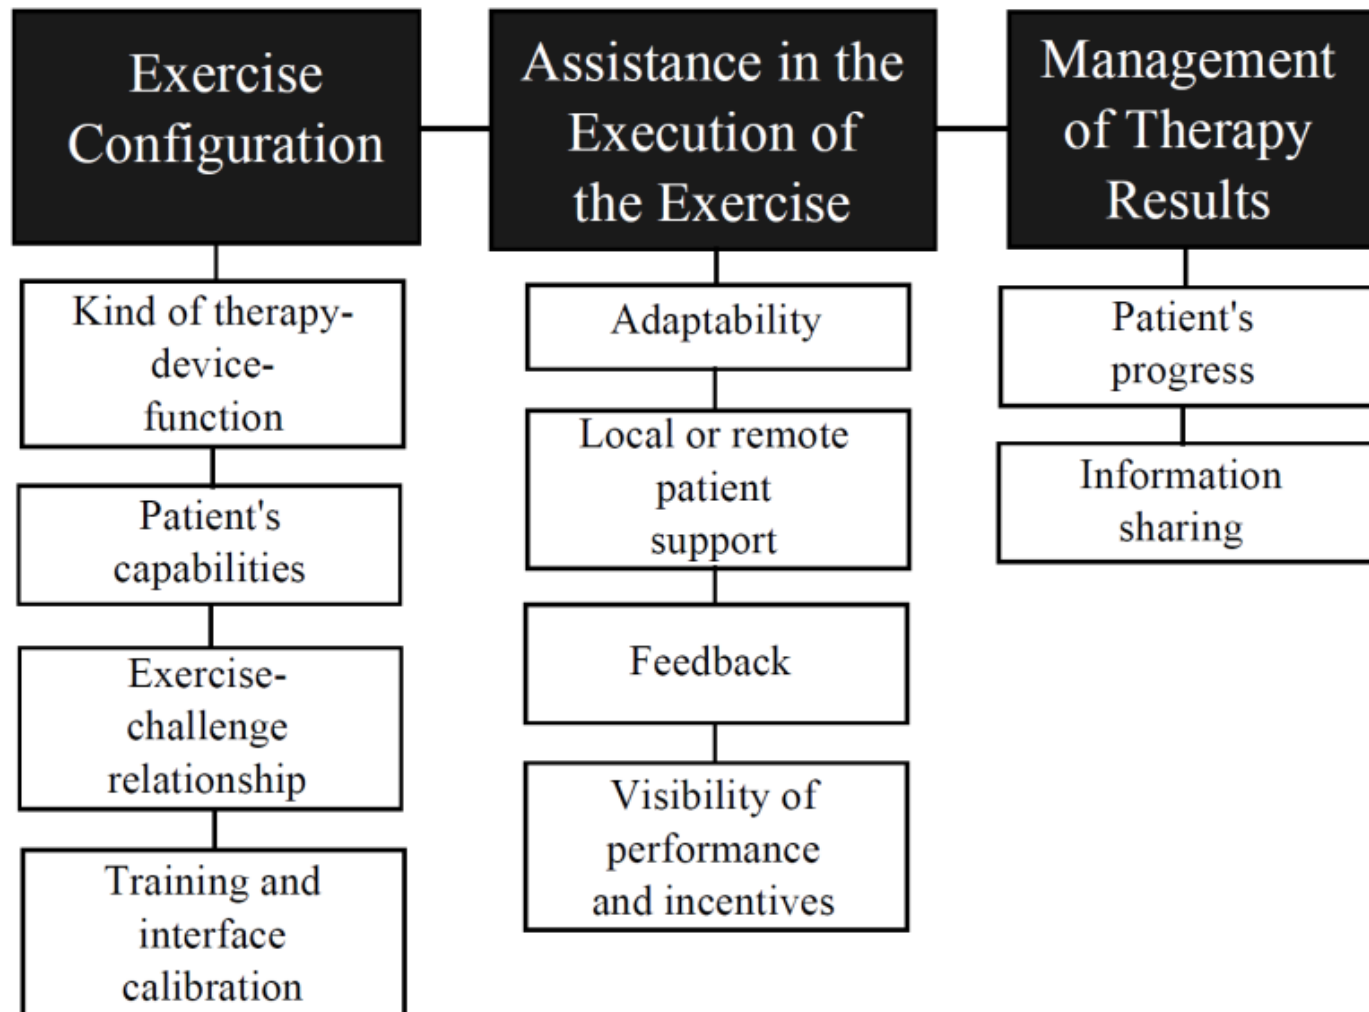 Exercise
Configuration
Kind of therapy-
device-
function
Patient's
capabilities
Exercise-
challenge
relationship
Training and
interface
calibration
Assistance in the
Execution of
the Exercise
Adaptability
Local or remote
patient
support
Feedback
Visibility of
performance
and incentives
Management
of Therapy
Results
Patient's
progress
Information
sharing